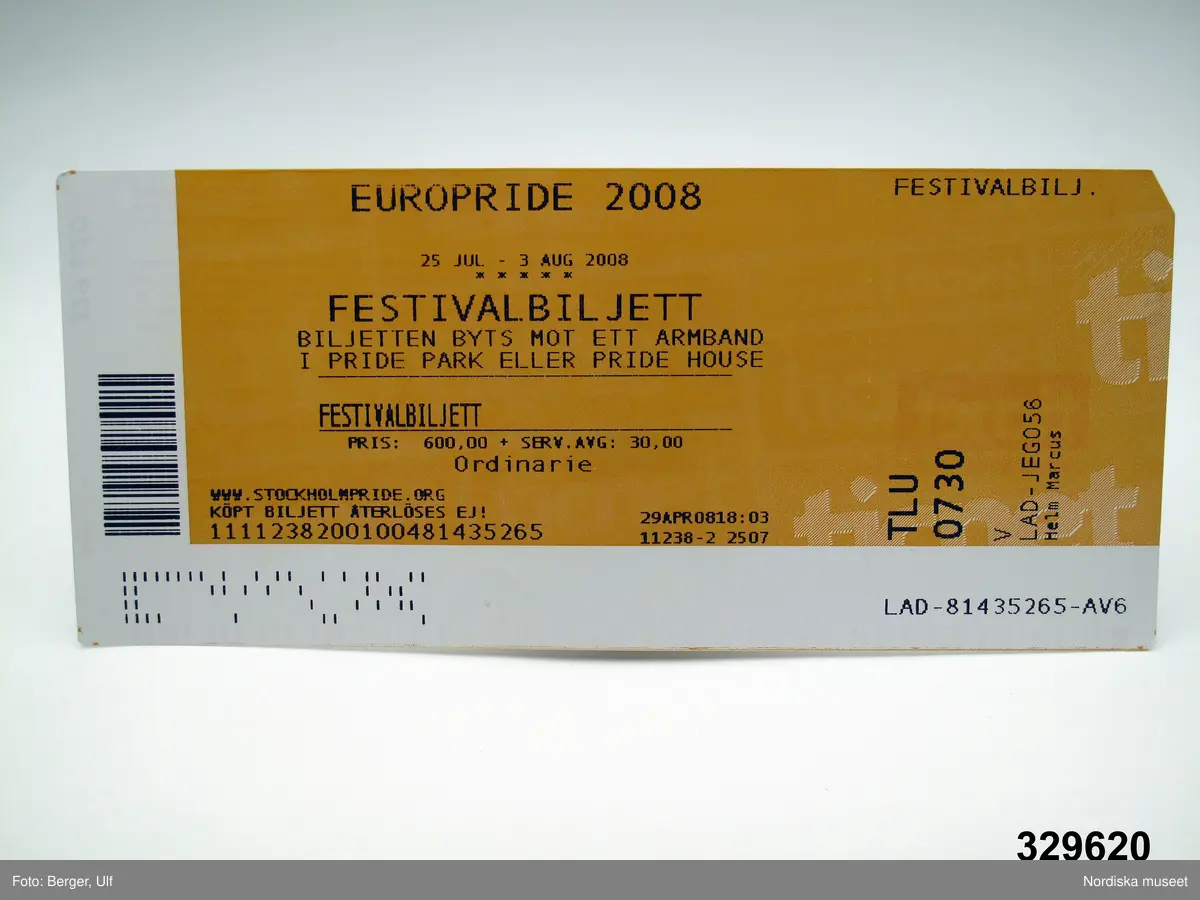 EUROPRIDE 2008
FESTIVALBILJ.
25 JUL - 3 AUG 2008
* * * * *
FESTIVALBILJETT
BILJETTEN BYTS MOT ETT ARMBAND
I PRIDE PARK ELLER PRIDE HOUSE
FESTIVALBILJETT
PRIS: 600,00 + SERV.AVG: 30,00
Ordinarie
WWW.STOCKHOLMPRIDE.ORG
KÖPT BILJETT ÅTERLÖSES EJ!
1111238200100481435265
29APR0818:03
11238-2 2507
TLU
0730
V
LAD-JEG056
Helm Marcus
ticnet
LAD-81435265-AV6
329620
Foto: Berger, Ulf
Nordiska museet